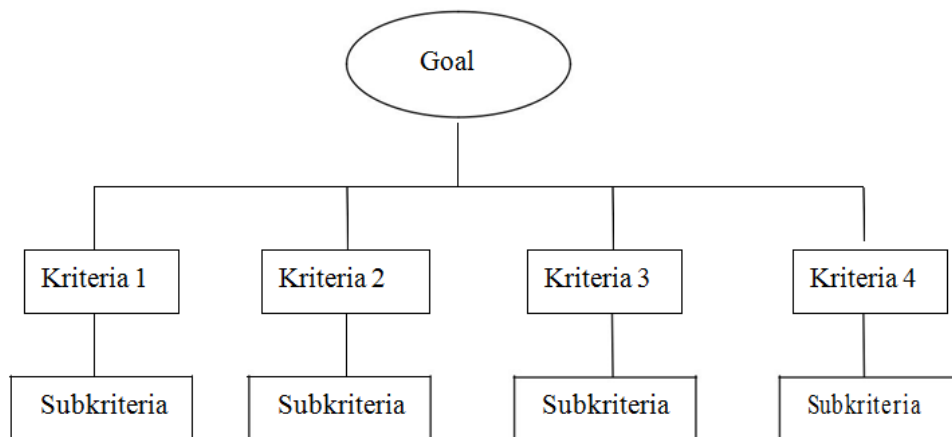 Goal
Kriteria 1
Kriteria 2
Kriteria 3
Kriteria 4
Subkriteria
Subkriteria
Subkriteria
Subkriteria